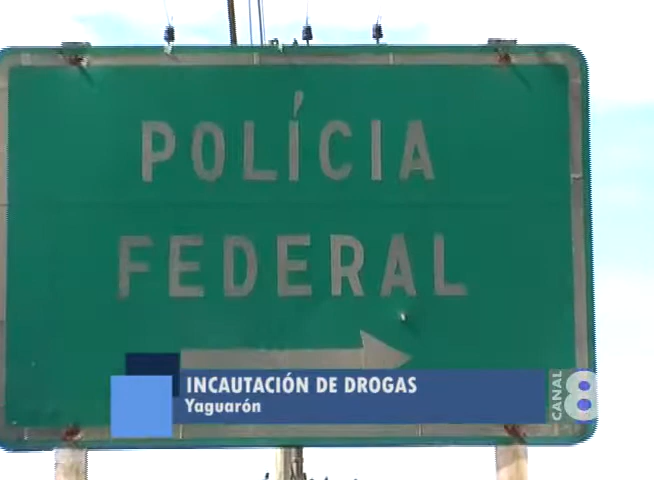 POLÍCIA
FEDERAL
INCAUTACIÓN DE DROGAS
Yaguarón
CANAL 8